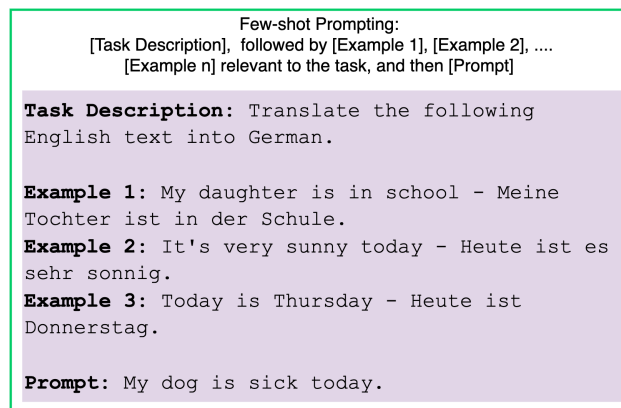 Few-shot Prompting:
[Task Description], followed by [Example 1], [Example 2], ....
[Example n] relevant to the task, and then [Prompt]
Task Description: Translate the following
English text into German.
Example 1: My daughter is in school - Meine
Tochter ist in der Schule.
Example 2: It's very sunny today - Heute ist es
sehr sonnig.
Example 3: Today is Thursday - Heute ist
Donnerstag.
Prompt: My dog is sick today.